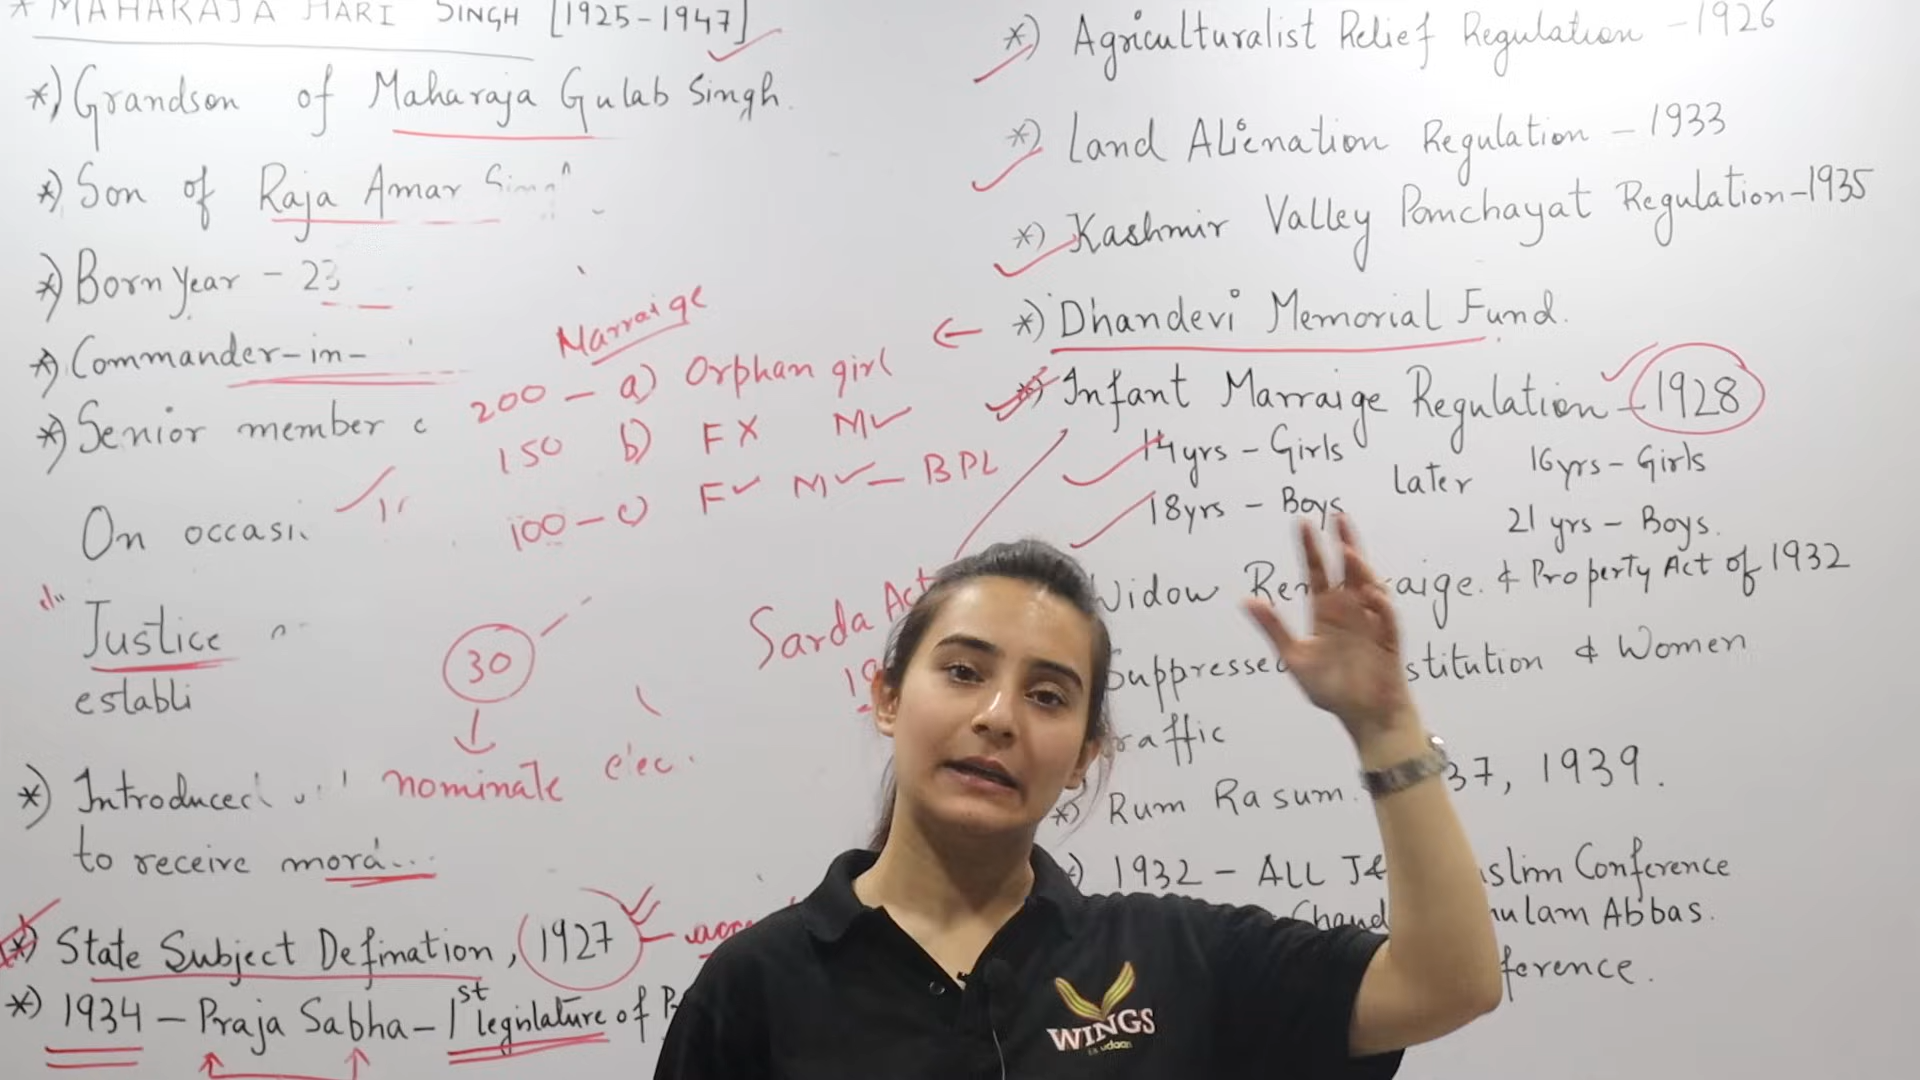 * MAHARAJA HARI SINGH [1925-1947]
*) Grandson of Maharaja Gulab Singh.
*) Son of Raja Amar
*) Born Year - 23
*) Commander-in-
*) Senior member
On occasi
Justice
establi
*) Introduced
to receive
*) State Subject Defination, 1927
*) 1934 - Praja Sabha - 1st legislature of
Marraige
200 - a) Orphan girl
150 b) F X M ✓
100 - c) F ✓ M ✓ - BPL
Sarda Act
30
↓
nominate elec.
*) Agriculturalist Relief Regulation - 1926
*) Land Alienation Regulation - 1933
*) Kashmir Valley Panchayat Regulation - 1935
← *) Dhandevi Memorial Fund.
*) Infant Marraige Regulation - 1928
14yrs - Girls Later 16yrs - Girls
18yrs - Boys 21 yrs - Boys.
Widow Re aige & Property Act of 1932
Suppressed stitution & Women
raffic
*) Rum Rasum. 37, 1939.
*) 1932 - ALL J& slim Conference
Chand ulam Abbas.
ference.
WINGS
udaan